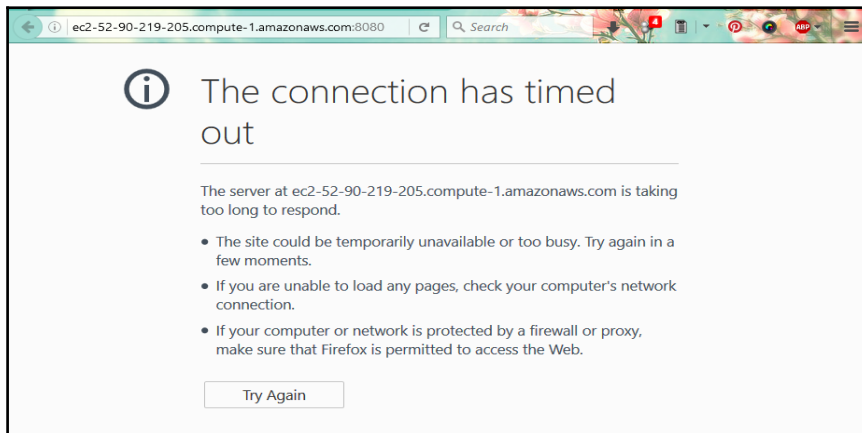 ec2-52-90-219-205.compute-1.amazonaws.com:8080
Search
4
ABP
The connection has timed
out
The server at ec2-52-90-219-205.compute-1.amazonaws.com is taking
too long to respond.
• The site could be temporarily unavailable or too busy. Try again in a
few moments.
• If you are unable to load any pages, check your computer's network
connection.
• If your computer or network is protected by a firewall or proxy,
make sure that Firefox is permitted to access the Web.
Try Again